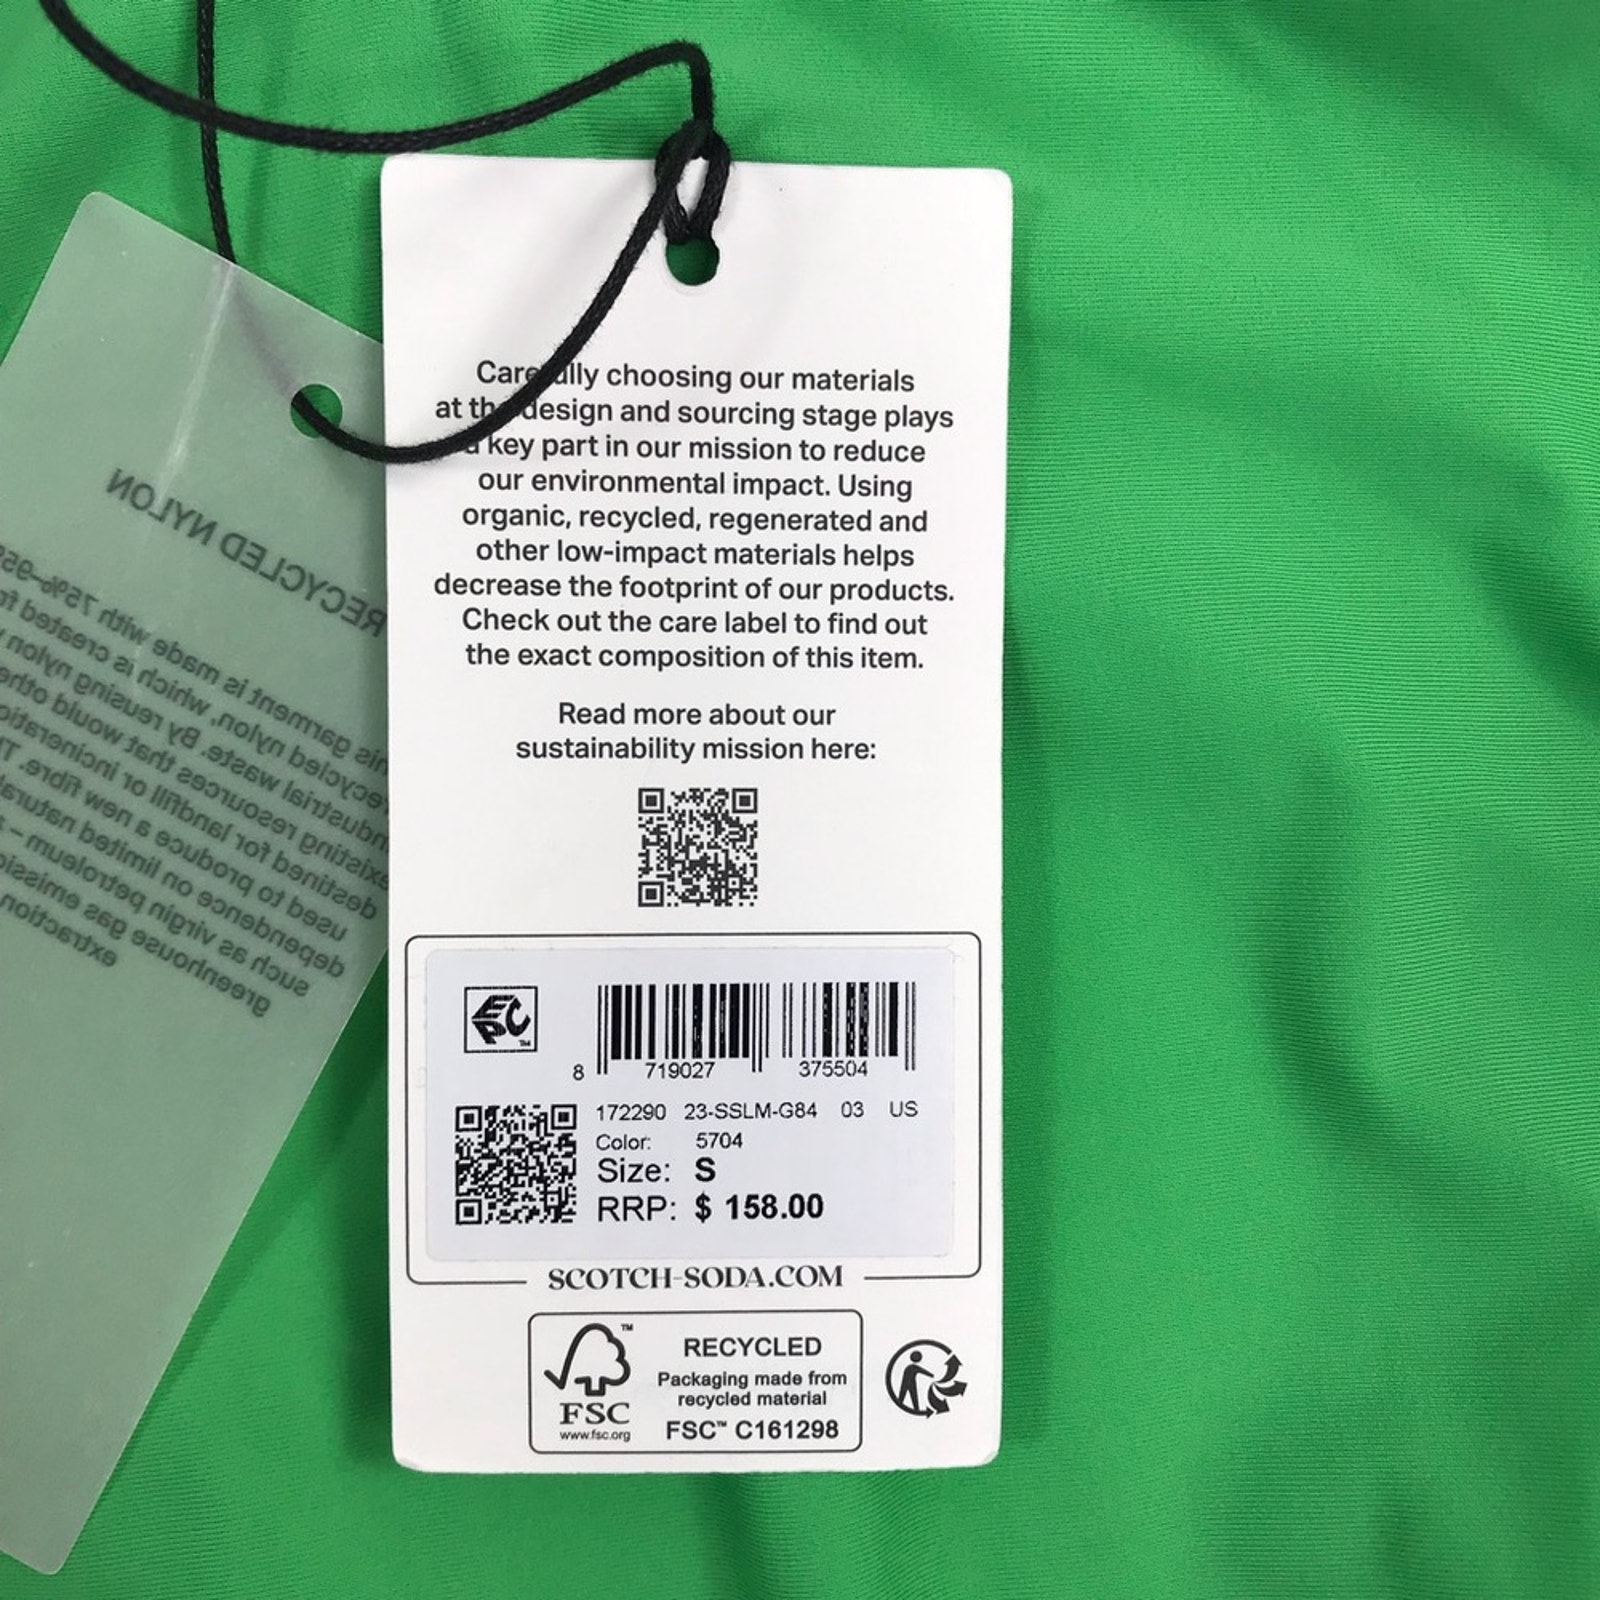 Carefully choosing our materials
at the design and sourcing stage plays
a key part in our mission to reduce
our environmental impact. Using
organic, recycled, regenerated and
other low-impact materials helps
decrease the footprint of our products.
Check out the care label to find out
the exact composition of this item.
Read more about our
sustainability mission here:
EPC™
8 719027 375504
172290 23-SSLM-G84 03 US
Color: 5704
Size: S
RRP: $ 158.00
SCOTCH-SODA.COM
™
FSC
www.fsc.org
RECYCLED
Packaging made from
recycled material
FSC™ C161298
RECYCLED NYLON
garment is made with 75%-95%
recycled nylon, which is created
industrial waste. By reusing nylon
existing resources that would
destined for landfill or
used to produce a new fibre.
dependence on limited natural
such as virgin petroleum –
greenhouse gas
extraction